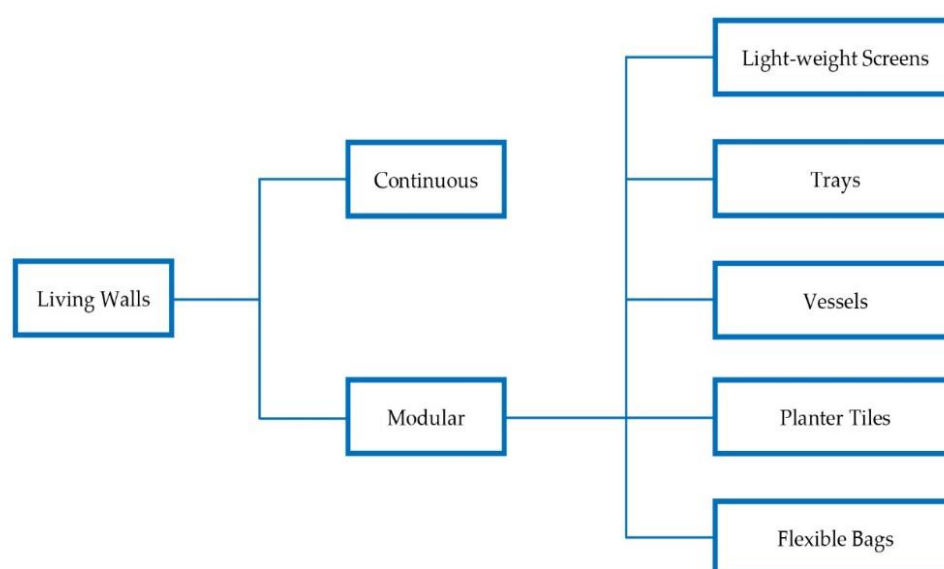 Living Walls
Continuous
Modular
Light-weight Screens
Trays
Vessels
Planter Tiles
Flexible Bags